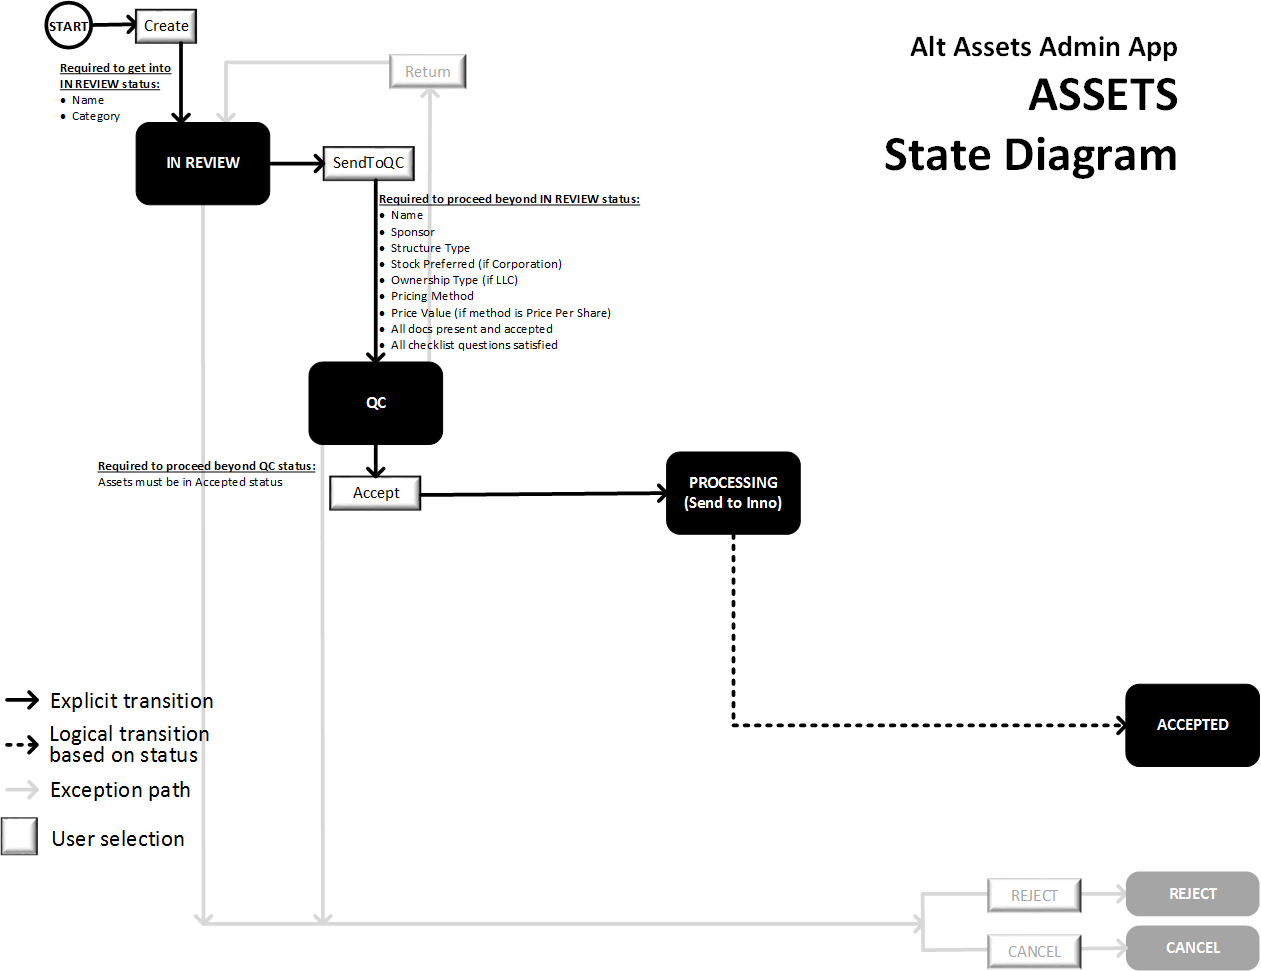 START
Create
Alt Assets Admin App
ASSETS
State Diagram
Required to get into
IN REVIEW status:
• Name
• Category
Return
IN REVIEW
SendToQC
Required to proceed beyond IN REVIEW status:
• Name
• Sponsor
• Structure Type
• Stock Preferred (if Corporation)
• Ownership Type (if LLC)
• Pricing Method
• Price Value (if method is Price Per Share)
• All docs present and accepted
• All checklist questions satisfied
QC
Required to proceed beyond QC status:
Assets must be in Accepted status
Accept
PROCESSING
(Send to Inno)
ACCEPTED
Explicit transition
Logical transition
based on status
Exception path
User selection
REJECT
REJECT
CANCEL
CANCEL